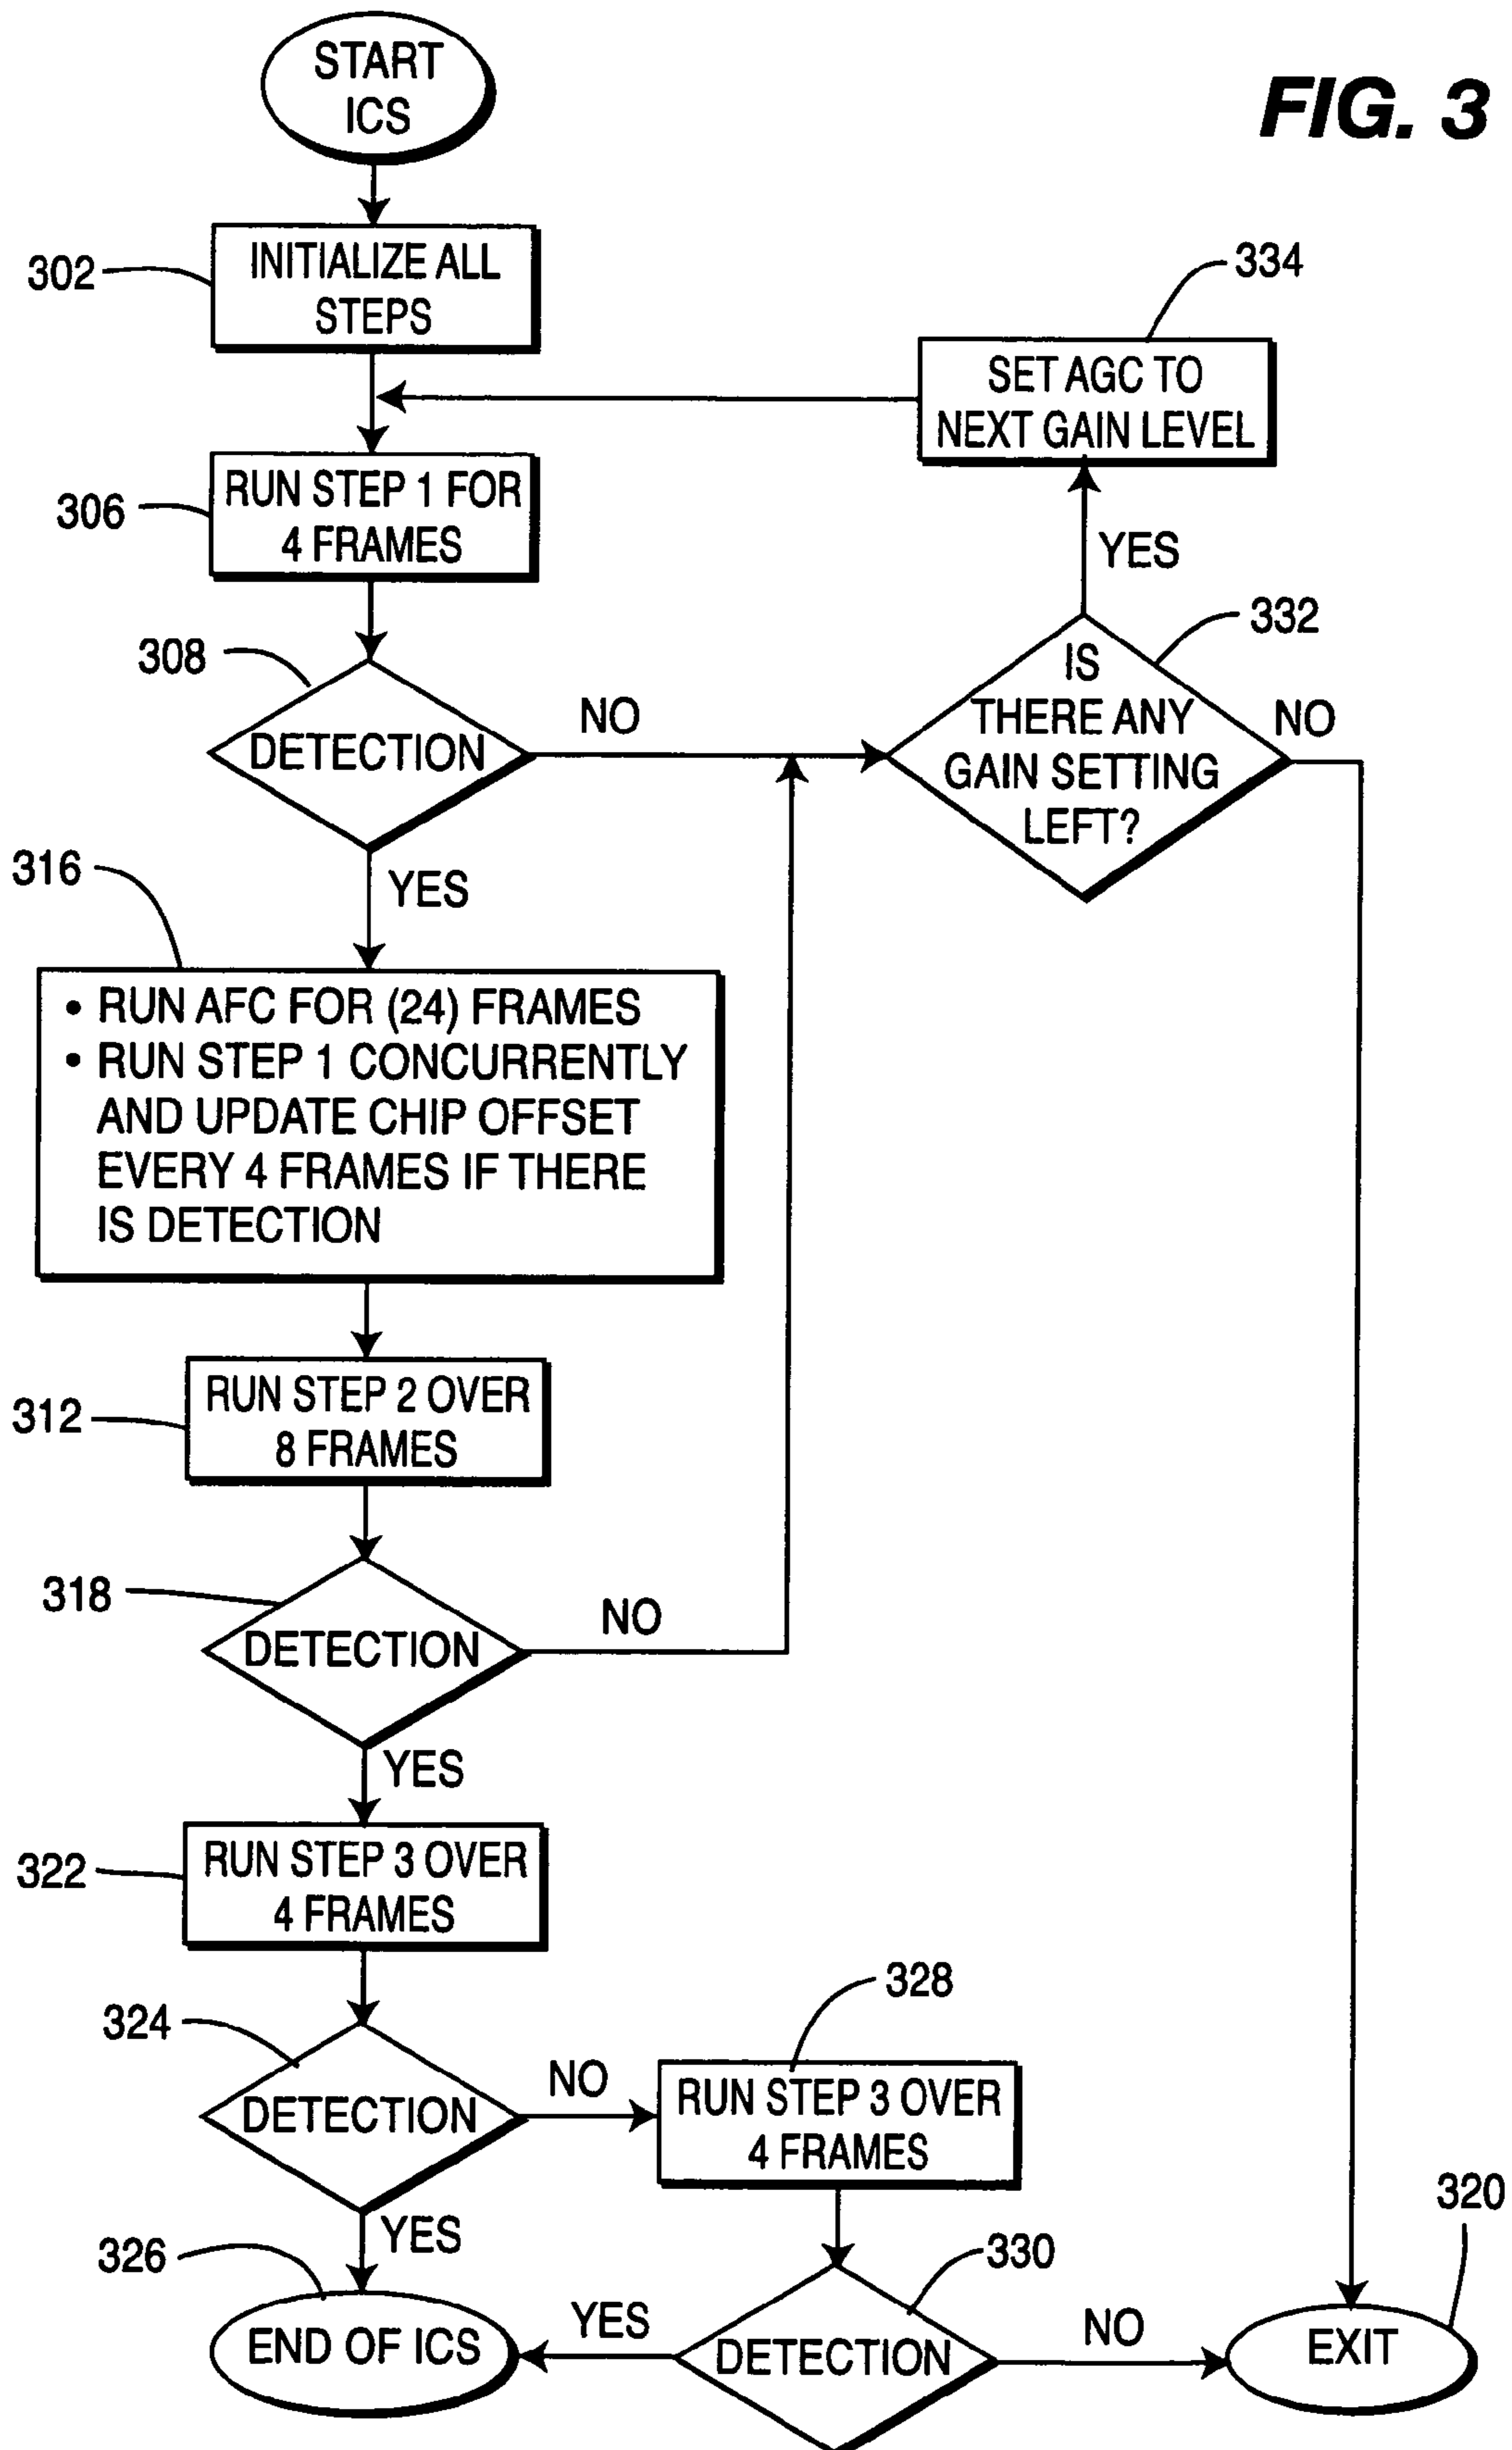 START
ICS
FIG. 3
302
INITIALIZE ALL
STEPS
334
SET AGC TO
NEXT GAIN LEVEL
306
RUN STEP 1 FOR
4 FRAMES
YES
308
DETECTION
NO
332
IS
THERE ANY
GAIN SETTING
LEFT?
NO
316
YES
• RUN AFC FOR (24) FRAMES
• RUN STEP 1 CONCURRENTLY
AND UPDATE CHIP OFFSET
EVERY 4 FRAMES IF THERE
IS DETECTION
312
RUN STEP 2 OVER
8 FRAMES
318
DETECTION
NO
YES
322
RUN STEP 3 OVER
4 FRAMES
324
DETECTION
NO
328
RUN STEP 3 OVER
4 FRAMES
YES
326
END OF ICS
YES
330
DETECTION
NO
320
EXIT